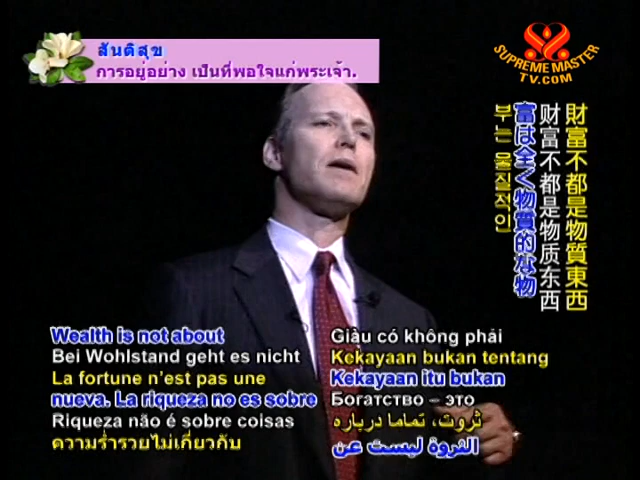 สันติสุข
การอยู่อย่าง เป็นที่พอใจแก่พระเจ้า.
SUPREME MASTER
TV.COM
財富不都是物質東西
财富不都是物质东西
富は全く物質的な物
부는 물질적인
Wealth is not about
Bei Wohlstand geht es nicht
La fortune n'est pas une
nueva. La riqueza no es sobre
Riqueza não é sobre coisas
ความร่ำรวยไม่เกี่ยวกับ
Giàu có không phải
Kekayaan bukan tentang
Kekayaan itu bukan
Богатство – это
ثروت، تماما درباره
الثروة ليست عن